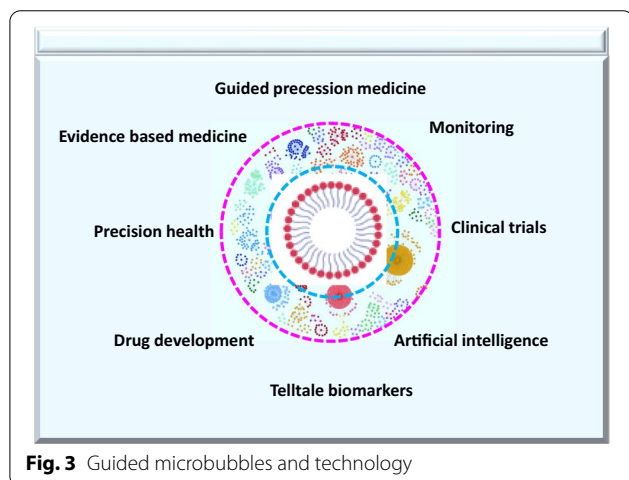 Guided precession medicine
Evidence based medicine
Monitoring
Precision health
Clinical trials
Drug development
Artificial intelligence
Telltale biomarkers
Fig. 3 Guided microbubbles and technology